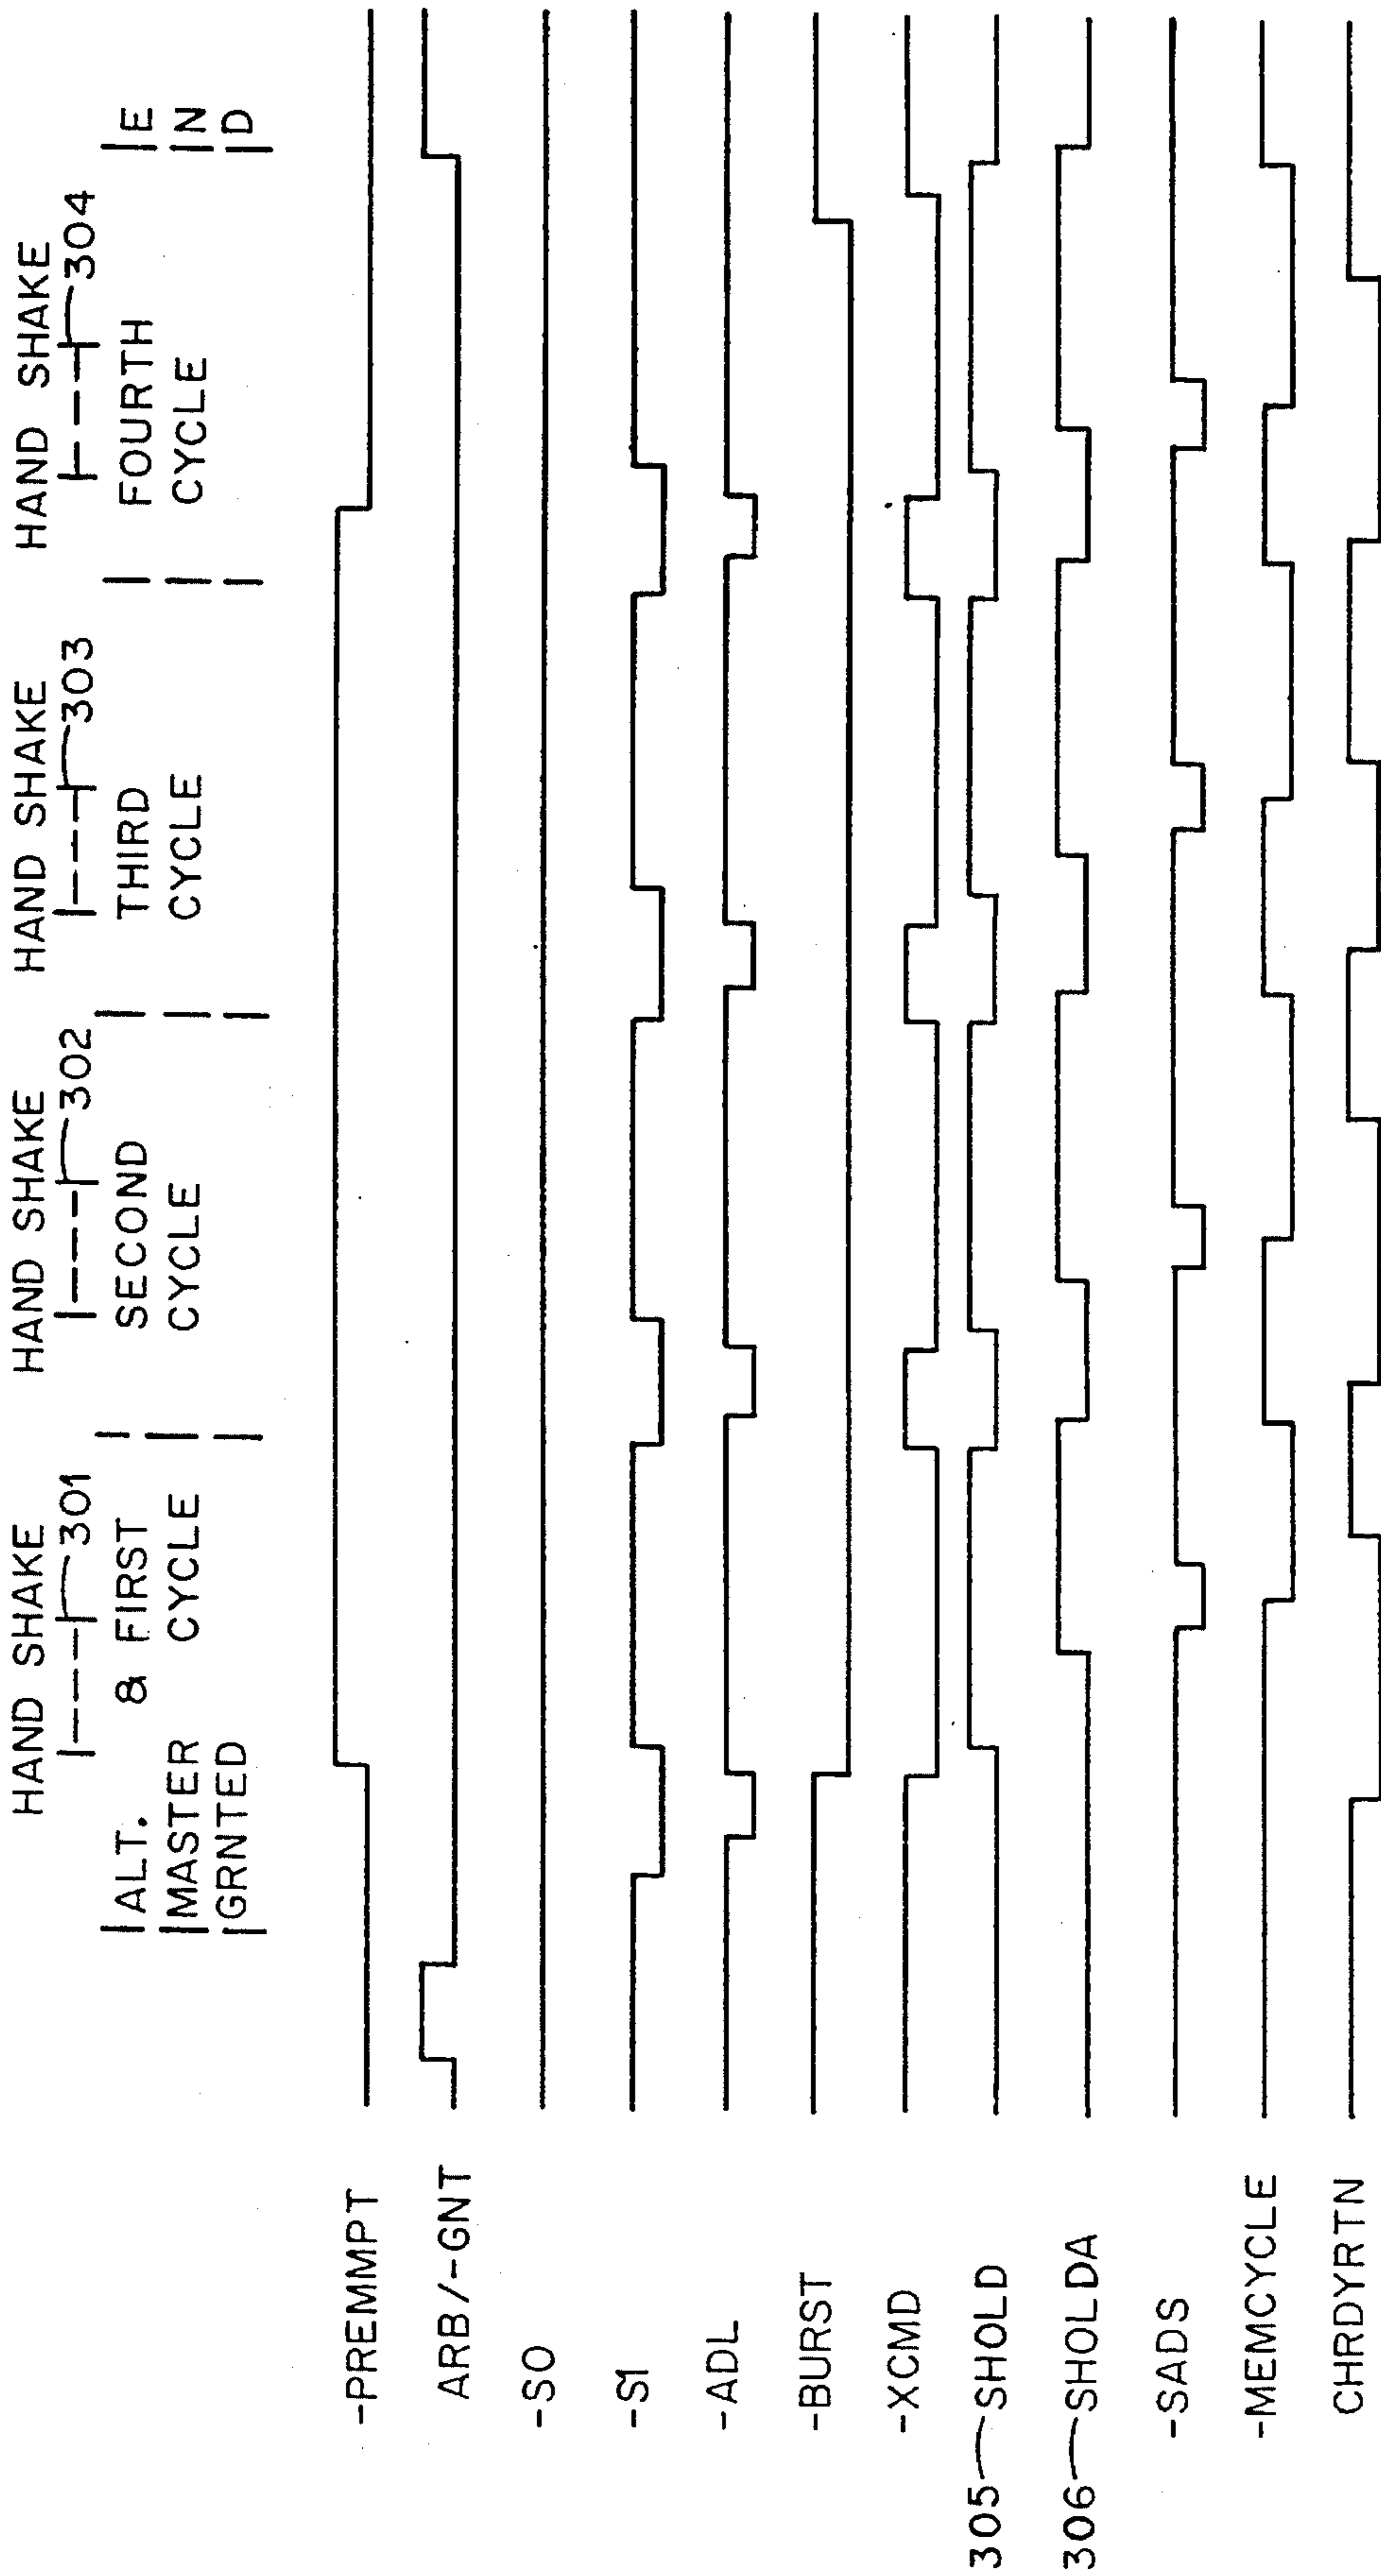 HAND SHAKE HAND SHAKE HAND SHAKE HAND SHAKE
301 302 303 304
ALT. & FIRST SECOND THIRD FOURTH E
MASTER CYCLE CYCLE CYCLE CYCLE N
GRNTED D
-PREMMPT
ARB/-GNT
-S0
-S1
-ADL
-BURST
-XCMD
305 SHOLD
306 SHOLDA
-SADS
-MEMCYCLE
CHRDYRTN